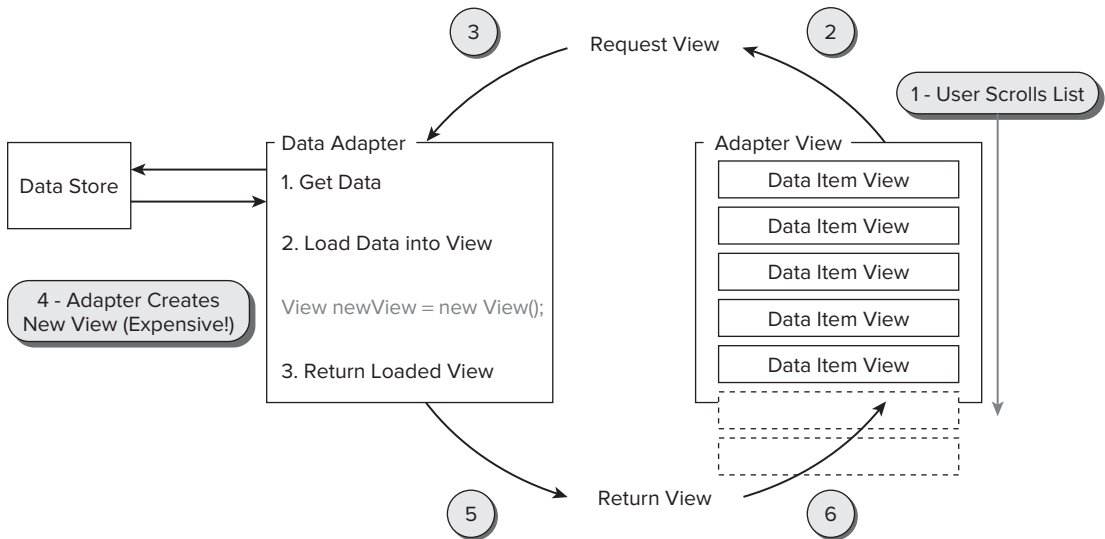 3
Request View
2
1 - User Scrolls List
Data Adapter
Adapter View
Data Store
1. Get Data
2. Load Data into View
View newView = new View();
3. Return Loaded View
4 - Adapter Creates
New View (Expensive!)
Data Item View
Data Item View
Data Item View
Data Item View
Data Item View
5
Return View
6